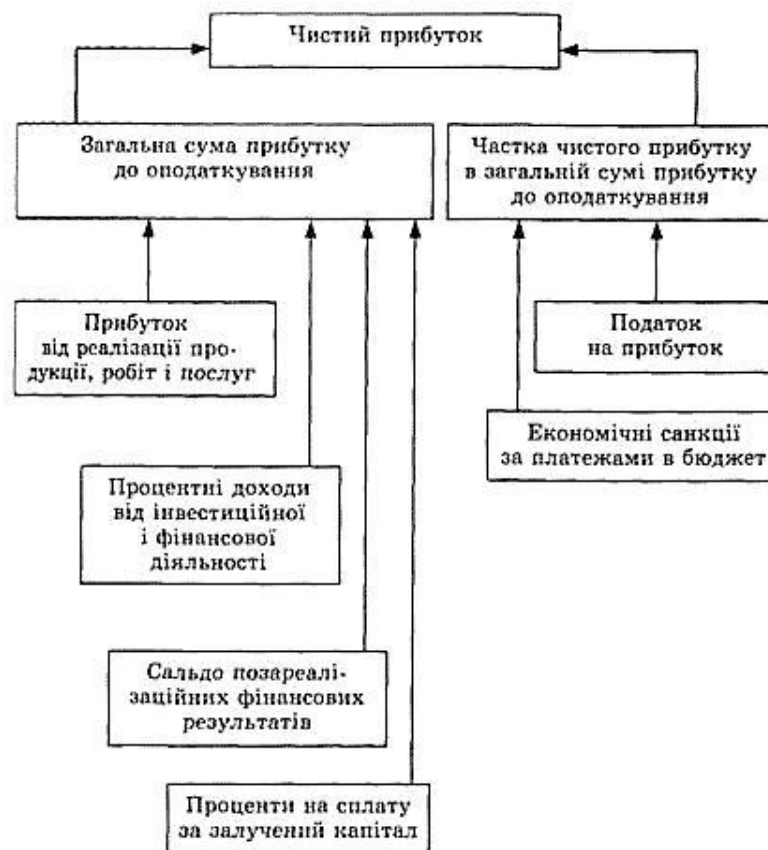 Чистий прибуток
Загальна сума прибутку
до оподаткування
Частка чистого прибутку
в загальній сумі прибутку
до оподаткування
Прибуток
від реалізації про-
дукції, робіт і послуг
Податок
на прибуток
Економічні санкції
за платежами в бюджет
Процентні доходи
від інвестиційної
і фінансової
діяльності
Сальдо позареалі-
заційних фінансових
результатів
Проценти на сплату
за залучений капітал